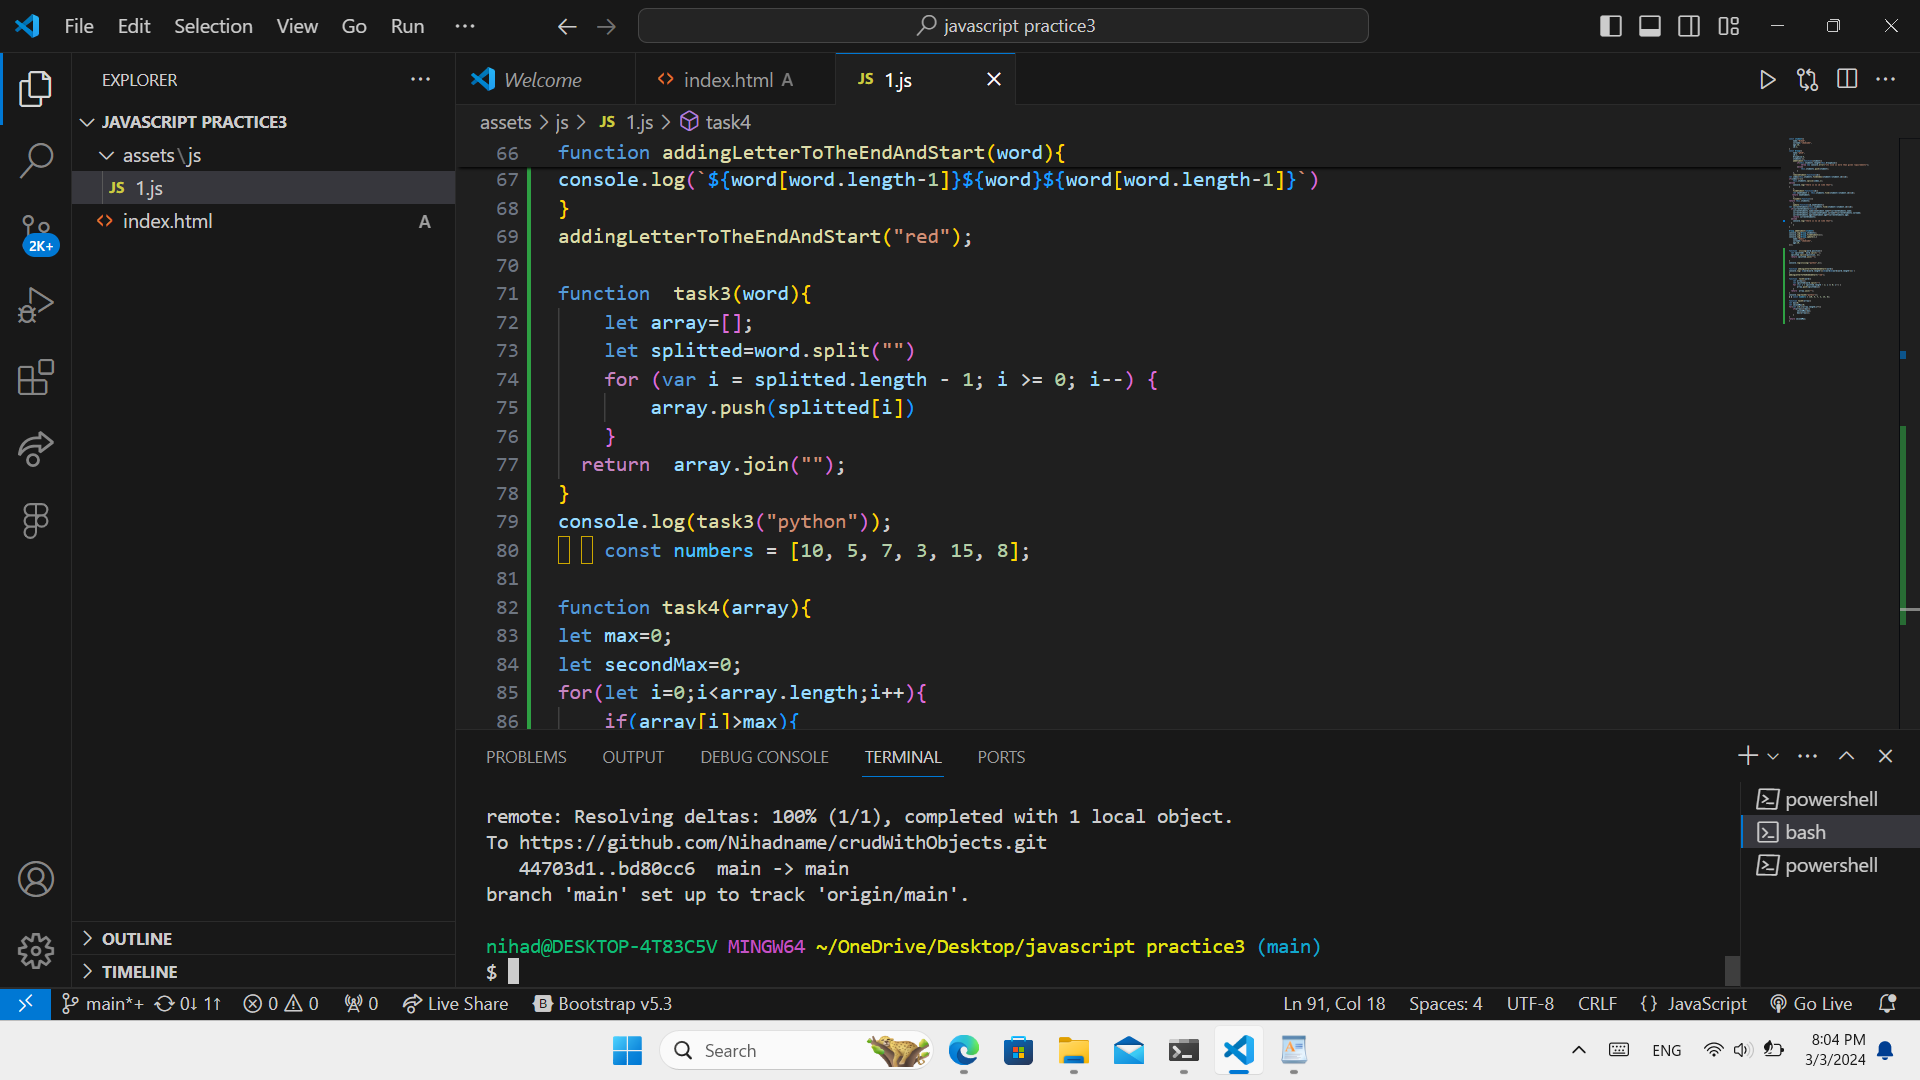 File Edit Selection View Go Run ···
javascript practice3
EXPLORER
JAVASCRIPT PRACTICE3
assets\js
JS 1.js
index.html A
2K+
OUTLINE
TIMELINE
Welcome
index.html A
JS 1.js
assets > js > JS 1.js > task4
66 function addingLetterToTheEndAndStart(word){
67 console.log(`${word[word.length-1]}${word}${word[word.length-1]}`)
68 }
69 addingLetterToTheEndAndStart("red");
70
71 function  task3(word){
72     let array=[];
73     let splitted=word.split("")
74     for (var i = splitted.length - 1; i >= 0; i--) {
75         array.push(splitted[i])
76     }
77   return  array.join("");
78 }
79 console.log(task3("python"));
80     const numbers = [10, 5, 7, 3, 15, 8];
81
82 function task4(array){
83 let max=0;
84 let secondMax=0;
85 for(let i=0;i<array.length;i++){
86     if(array[i]>max){
PROBLEMS OUTPUT DEBUG CONSOLE TERMINAL PORTS
remote: Resolving deltas: 100% (1/1), completed with 1 local object.
To https://github.com/Nihadname/crudWithObjects.git
   44703d1..bd80cc6  main -> main
branch 'main' set up to track 'origin/main'.
nihad@DESKTOP-4T83C5V MINGW64 ~/OneDrive/Desktop/javascript practice3 (main)
$
powershell
bash
powershell
main*+ 0↓ 1↑ 0 0 0 Live Share Bootstrap v5.3 Ln 91, Col 18 Spaces: 4 UTF-8 CRLF {} JavaScript Go Live
Search
ENG
8:04 PM
3/3/2024